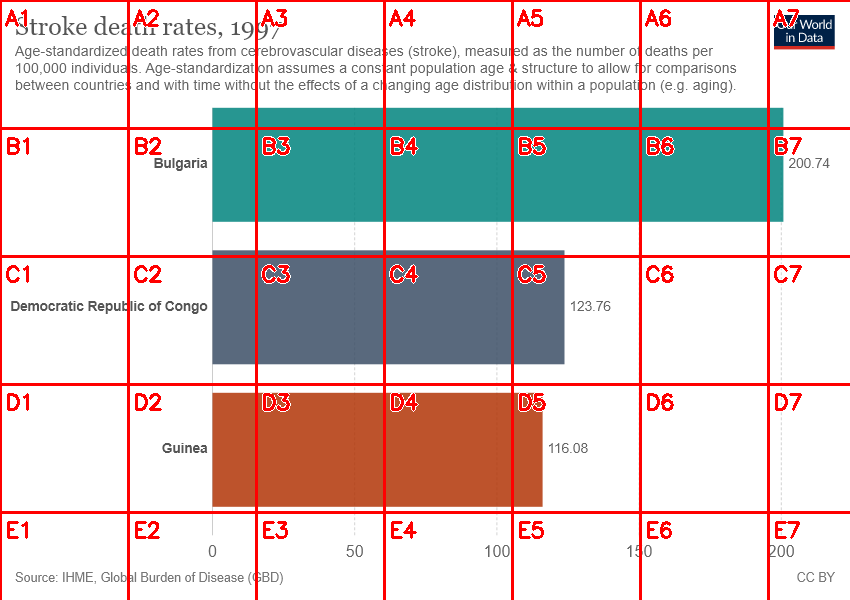 Stroke death rates, 1997
Our World
in Data
Age-standardized death rates from cerebrovascular diseases (stroke), measured as the number of deaths per
100,000 individuals. Age-standardization assumes a constant population age & structure to allow for comparisons
between countries and with time without the effects of a changing age distribution within a population (e.g. aging).
A1 A2 A3 A4 A5 A6 A7
B1 B2 B3 B4 B5 B6 B7
Bulgaria 200.74
C1 C2 C3 C4 C5 C6 C7
Democratic Republic of Congo 123.76
D1 D2 D3 D4 D5 D6 D7
Guinea 116.08
E1 E2 E3 E4 E5 E6 E7
0 50 100 150 200
Source: IHME, Global Burden of Disease (GBD) CC BY